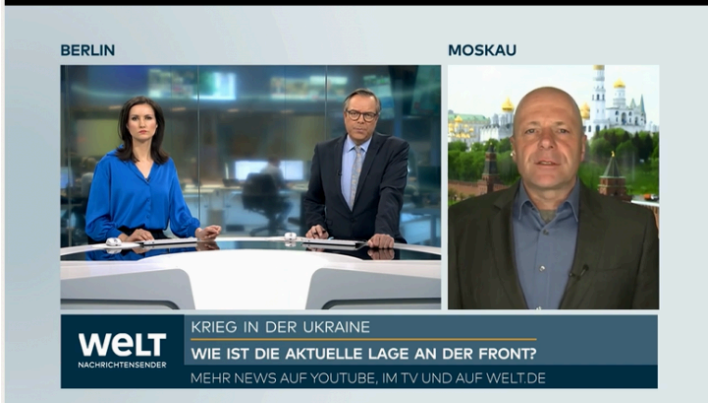 BERLIN
MOSKAU
KRIEG IN DER UKRAINE
WELT
NACHRICHTENSENDER
WIE IST DIE AKTUELLE LAGE AN DER FRONT?
MEHR NEWS AUF YOUTUBE, IM TV UND AUF WELT.DE